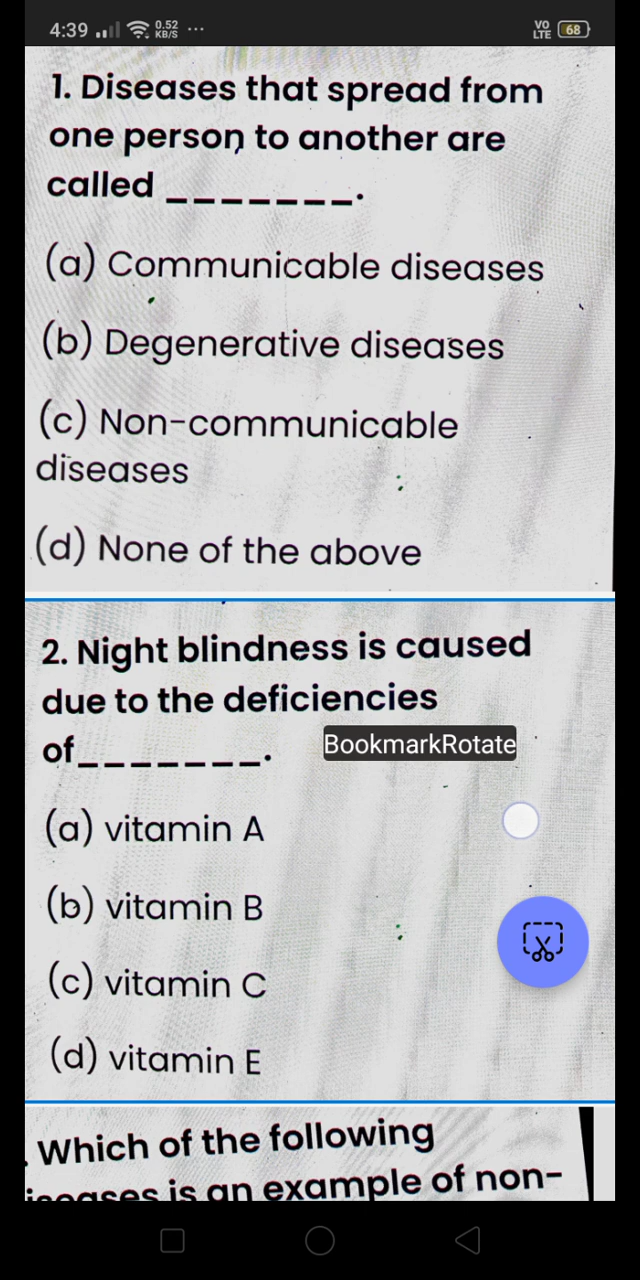 4:39 0.52 KB/S ... VO LTE 68
1. Diseases that spread from
one person to another are
called _______.
(a) Communicable diseases
(b) Degenerative diseases
(c) Non-communicable
diseases
(d) None of the above
2. Night blindness is caused
due to the deficiencies
of_______.
BookmarkRotate
(a) vitamin A
(b) vitamin B
(c) vitamin C
(d) vitamin E
. Which of the following
is an example of non-